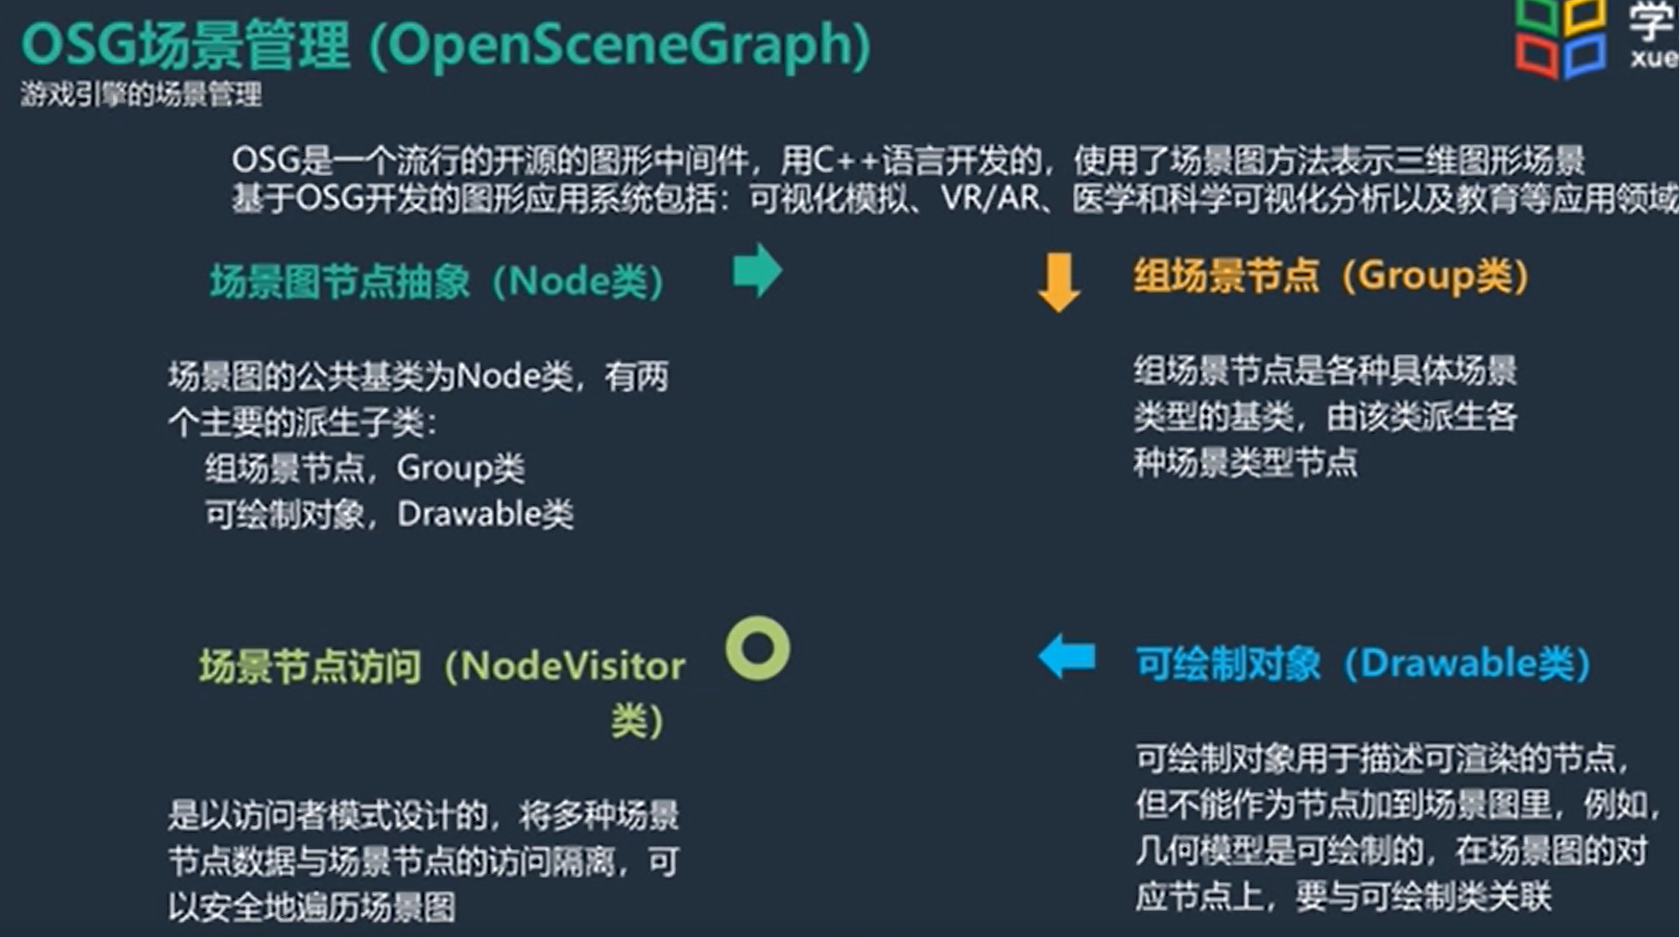 OSG场景管理 (OpenSceneGraph)
学
xue
游戏引擎的场景管理
OSG是一个流行的开源的图形中间件，用C++语言开发的，使用了场景图方法表示三维图形场景
基于OSG开发的图形应用系统包括：可视化模拟、VR/AR、医学和科学可视化分析以及教育等应用领域
场景图节点抽象（Node类）
场景图的公共基类为Node类，有两
个主要的派生子类：
组场景节点，Group类
可绘制对象，Drawable类
组场景节点（Group类）
组场景节点是各种具体场景
类型的基类，由该类派生各
种场景类型节点
场景节点访问（NodeVisitor
类）
是以访问者模式设计的，将多种场景
节点数据与场景节点的访问隔离，可
以安全地遍历场景图
可绘制对象（Drawable类）
可绘制对象用于描述可渲染的节点，
但不能作为节点加到场景图里，例如，
几何模型是可绘制的，在场景图的对
应节点上，要与可绘制类关联